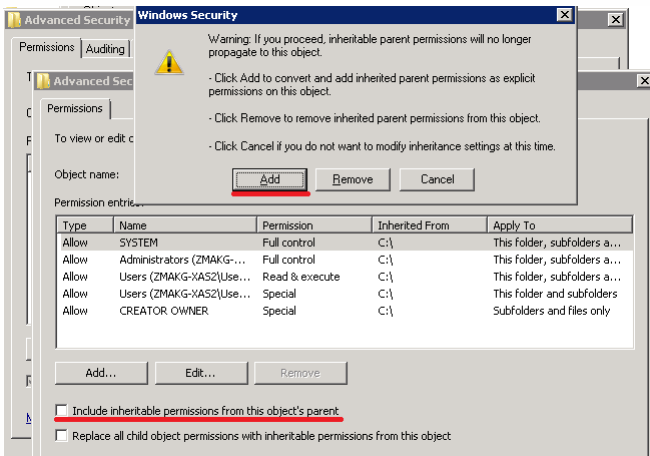 Advanced Security
Windows Security
Permissions
Auditing
Warning: If you proceed, inheritable parent permissions will no longer
propagate to this object.
- Click Add to convert and add inherited parent permissions as explicit
permissions on this object.
- Click Remove to remove inherited parent permissions from this object.
- Click Cancel if you do not want to modify inheritance settings at this time.
Add Remove Cancel
Advanced Sec
Permissions
To view or edit
Object name:
Permission entries:
Type Name Permission Inherited From Apply To
Allow SYSTEM Full control C:\ This folder, subfolders a...
Allow Administrators (ZMAKG-... Full control C:\ This folder, subfolders a...
Allow Users (ZMAKG-XAS2\Use... Read & execute C:\ This folder, subfolders a...
Allow Users (ZMAKG-XAS2\Use... Special C:\ This folder and subfolders
Allow CREATOR OWNER Special C:\ Subfolders and files only
Add... Edit... Remove
Include inheritable permissions from this object's parent
Replace all child object permissions with inheritable permissions from this object